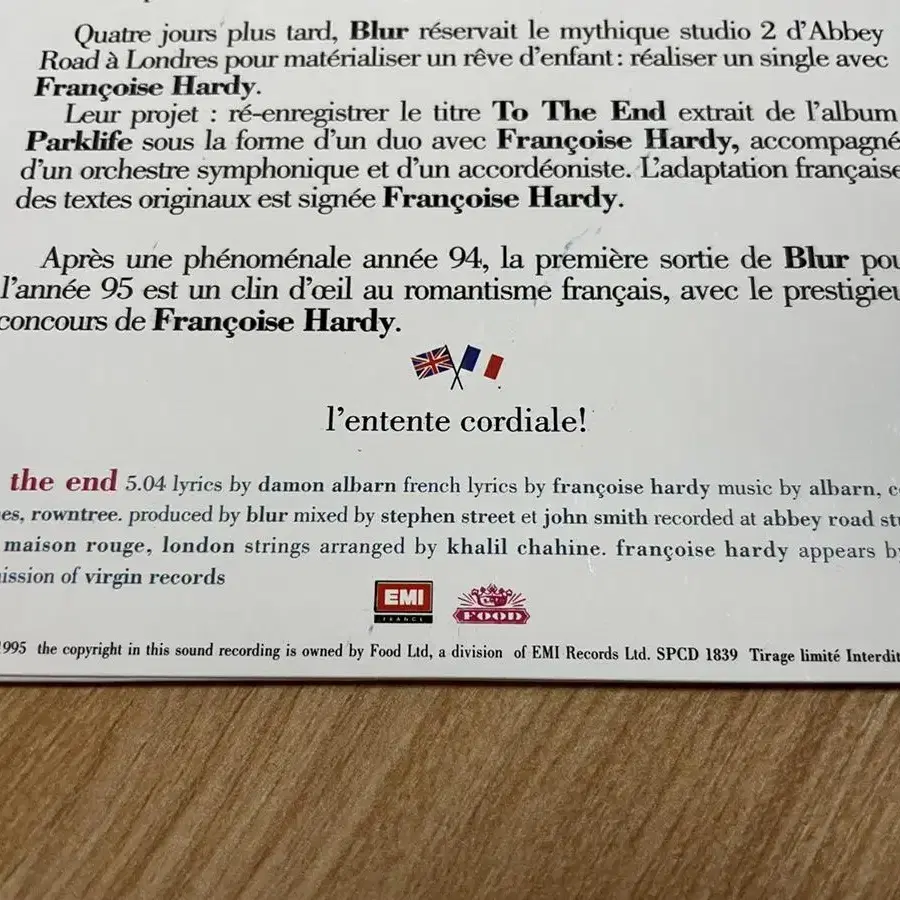 Quatre jours plus tard, Blur réservait le mythique studio 2 d'Abbey
Road à Londres pour matérialiser un rêve d'enfant : réaliser un single avec
Françoise Hardy.
Leur projet : ré-enregistrer le titre To The End extrait de l'album
Parklife sous la forme d'un duo avec Françoise Hardy, accompagné
d'un orchestre symphonique et d'un accordéoniste. L'adaptation française
des textes originaux est signée Françoise Hardy.
Après une phénoménale année 94, la première sortie de Blur pou
l'année 95 est un clin d'œil au romantisme français, avec le prestigieu
concours de Françoise Hardy.
l'entente cordiale!
the end 5.04 lyrics by damon albarn french lyrics by françoise hardy music by albarn, c
es, rowntree. produced by blur mixed by stephen street et john smith recorded at abbey road stu
maison rouge, london strings arranged by khalil chahine. françoise hardy appears by
ission of virgin records
EMI
FRANCE
FOOD
1995 the copyright in this sound recording is owned by Food Ltd, a division of EMI Records Ltd. SPCD 1839 Tirage limité Interdit